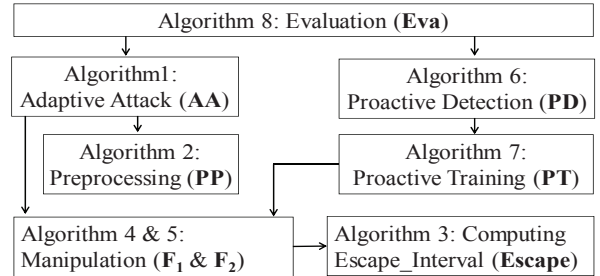 Algorithm 8: Evaluation (Eva)
Algorithm1:
Adaptive Attack (AA)
Algorithm 6:
Proactive Detection (PD)
Algorithm 2:
Preprocessing (PP)
Algorithm 7:
Proactive Training (PT)
Algorithm 4 & 5:
Manipulation (F₁ & F₂)
Algorithm 3: Computing
Escape_Interval (Escape)